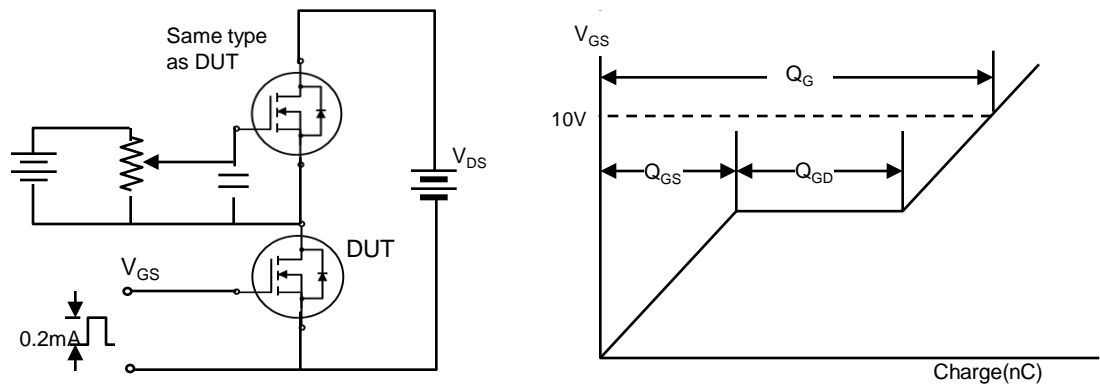 Same type
as DUT
V_DS
DUT
V_GS
0.2mA
V_GS
Q_G
10V
Q_GS
Q_GD
Charge(nC)